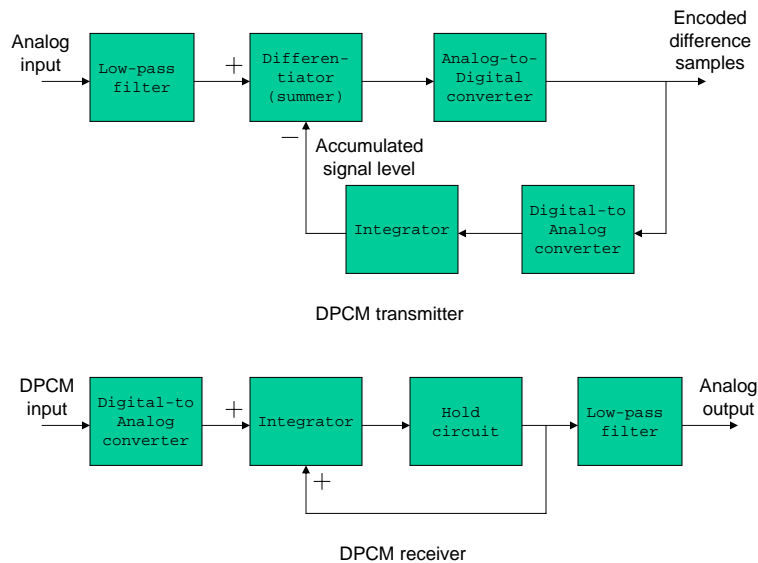 Analog
input
Low-pass
filter
+
Differen-
tiator
(summer)
Analog-to-
Digital
converter
Encoded
difference
samples
−
Accumulated
signal level
Integrator
Digital-to
Analog
converter
DPCM transmitter
DPCM
input
Digital-to
Analog
converter
+
Integrator
Hold
circuit
Low-pass
filter
Analog
output
+
DPCM receiver